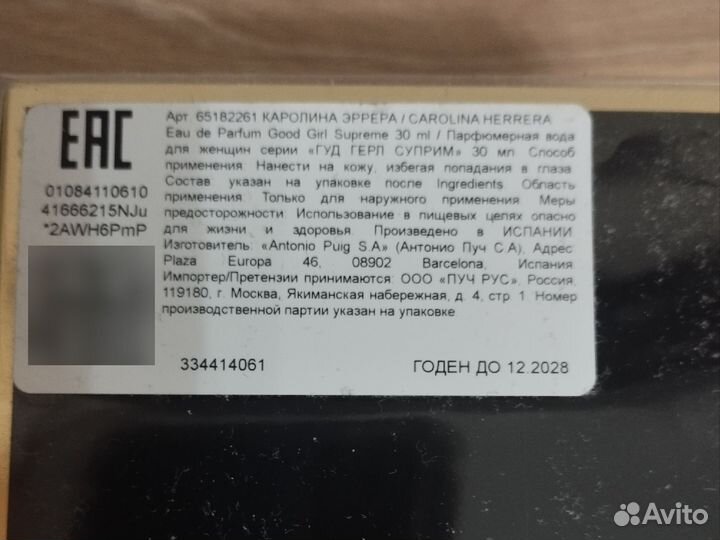 EAC
01084110610
41666215NJu
*2AWH6PmP
Арт. 65182261 КАРОЛИНА ЭРРЕРА / CAROLINA HERRERA
Eau de Parfum Good Girl Supreme 30 ml / Парфюмерная вода
для женщин серии «ГУД ГЕРЛ СУПРИМ» 30 мл. Способ
применения: Нанести на кожу, избегая попадания в глаза.
Состав указан на упаковке после Ingredients. Область
применения: Только для наружного применения. Меры
предосторожности: Использование в пищевых целях опасно
для жизни и здоровья. Произведено в ИСПАНИИ.
Изготовитель: «Antonio Puig S.A» (Антонио Пуч С.А), Адрес:
Plaza Europa 46, 08902 Barcelona, Испания.
Импортер/Претензии принимаются: ООО «ПУЧ РУС», Россия,
119180, г. Москва, Якиманская набережная, д. 4, стр. 1. Номер
производственной партии указан на упаковке.
334414061 ГОДЕН ДО 12.2028
Avito